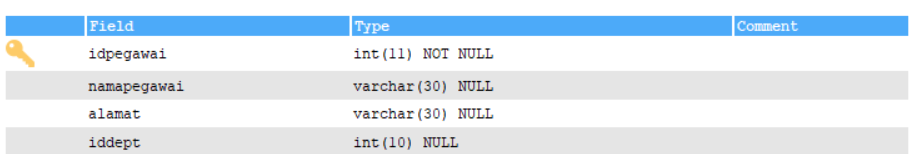 Field Type Comment
idpegawai int(11) NOT NULL
namapegawai varchar(30) NULL
alamat varchar(30) NULL
iddept int(10) NULL